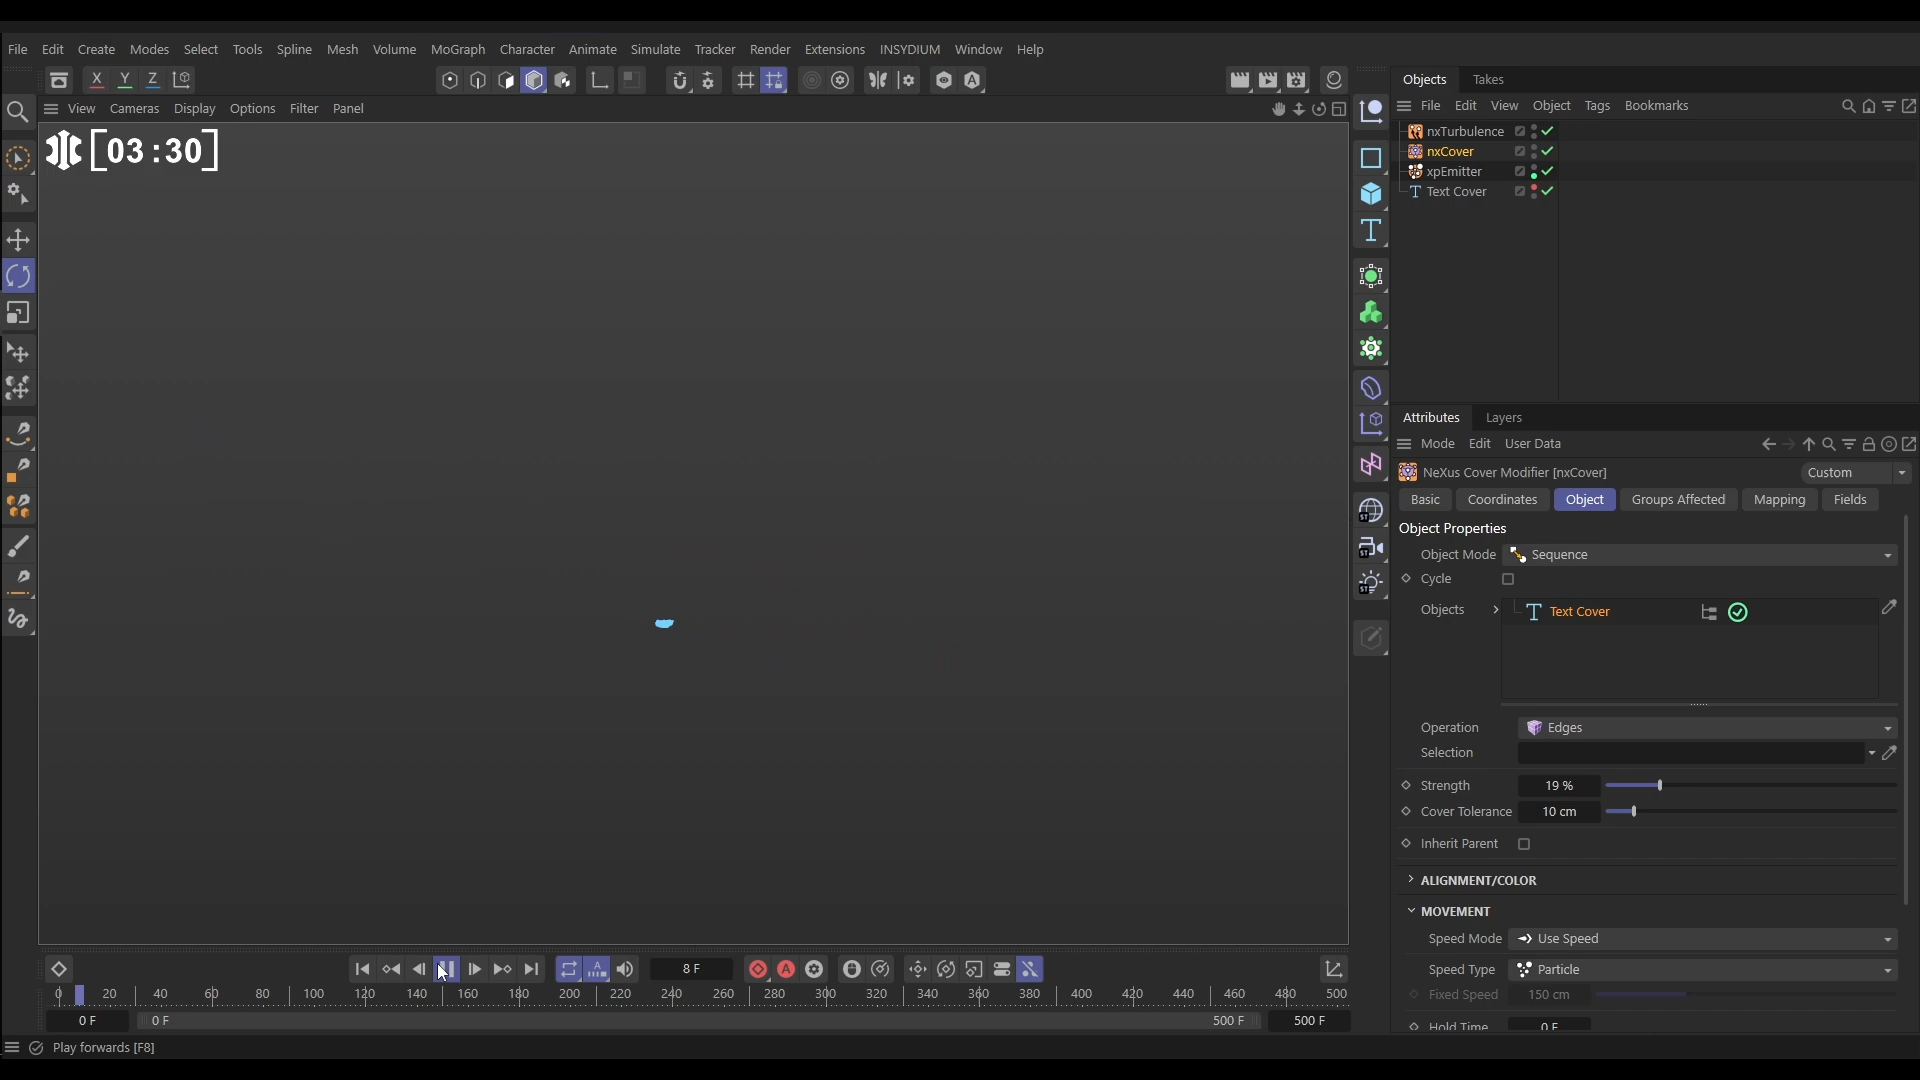 File Edit Create Modes Select Tools Spline Mesh Volume MoGraph Character Animate Simulate Tracker Render Extensions INSYDIUM Window Help
X Y Z
Objects Takes
View Cameras Display Options Filter Panel
File Edit View Object Tags Bookmarks
[03:30]
nxTurbulence
nxCover
xpEmitter
Text Cover
Attributes Layers
Mode Edit User Data
NeXus Cover Modifier [nxCover] Custom
Basic Coordinates Object Groups Affected Mapping Fields
Object Properties
Object Mode Sequence
Cycle
Objects Text Cover
Operation Edges
Selection
Strength 19 %
Cover Tolerance 10 cm
Inherit Parent
ALIGNMENT/COLOR
MOVEMENT
Speed Mode Use Speed
Speed Type Particle
Fixed Speed 150 cm
Hold Time 0 F
8 F
0 20 40 60 80 100 120 140 160 180 200 220 240 260 280 300 320 340 360 380 400 420 440 460 480 500
0 F 0 F 500 F 500 F
Play forwards [F8]